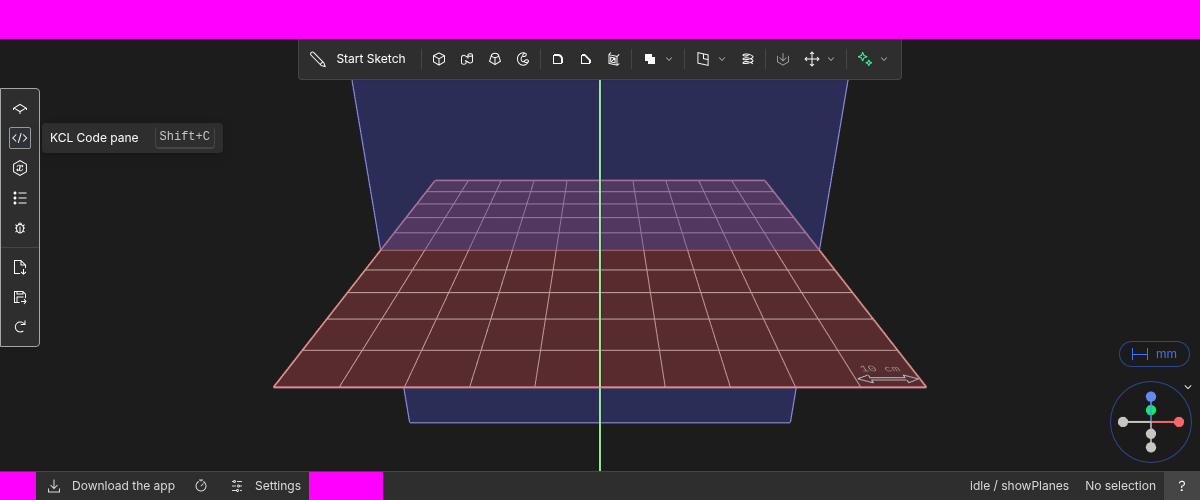 Start Sketch
KCL Code pane Shift+C
10 cm
mm
Download the app Settings idle / showPlanes No selection ?